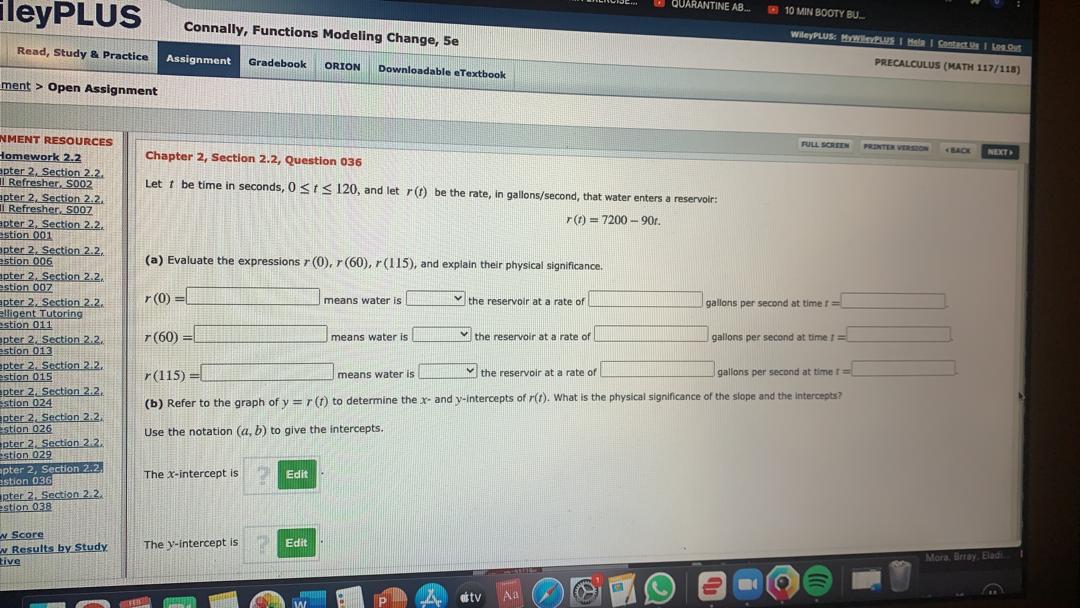 QUARANTINE AB...
10 MIN BOOTY BU...
leyPLUS
Connally, Functions Modeling Change, 5e
WileyPLUS: MyWileyPLUS | Help | Contact Us | Log Out
PRECALCULUS (MATH 117/118)
Read, Study & Practice Assignment Gradebook ORION Downloadable eTextbook
ment > Open Assignment
FULL SCREEN PRINTER VERSION BACK NEXT
NMENT RESOURCES
Homework 2.2
apter 2, Section 2.2,
ll Refresher, S002
apter 2, Section 2.2,
ll Refresher, S007
apter 2, Section 2.2,
estion 001
apter 2, Section 2.2,
estion 006
apter 2, Section 2.2,
estion 007
apter 2, Section 2.2,
elligent Tutoring
estion 011
apter 2, Section 2.2,
estion 013
apter 2, Section 2.2,
estion 015
apter 2, Section 2.2,
estion 024
apter 2, Section 2.2,
estion 026
apter 2, Section 2.2,
estion 029
apter 2, Section 2.2,
estion 036
apter 2, Section 2.2,
estion 038
w Score
w Results by Study
tive
Chapter 2, Section 2.2, Question 036
Let t be time in seconds, 0 ≤ t ≤ 120, and let r(t) be the rate, in gallons/second, that water enters a reservoir:
r(t) = 7200 – 90t.
(a) Evaluate the expressions r(0), r(60), r(115), and explain their physical significance.
r(0) = means water is the reservoir at a rate of gallons per second at time t = .
r(60) = means water is the reservoir at a rate of gallons per second at time t = .
r(115) = means water is the reservoir at a rate of gallons per second at time t = .
(b) Refer to the graph of y = r(t) to determine the x- and y-intercepts of r(t). What is the physical significance of the slope and the intercepts?
Use the notation (a, b) to give the intercepts.
The x-intercept is ? Edit .
The y-intercept is ? Edit .
Mora, Brray, Eladi...
FEB
W
P
tv
Aa
1